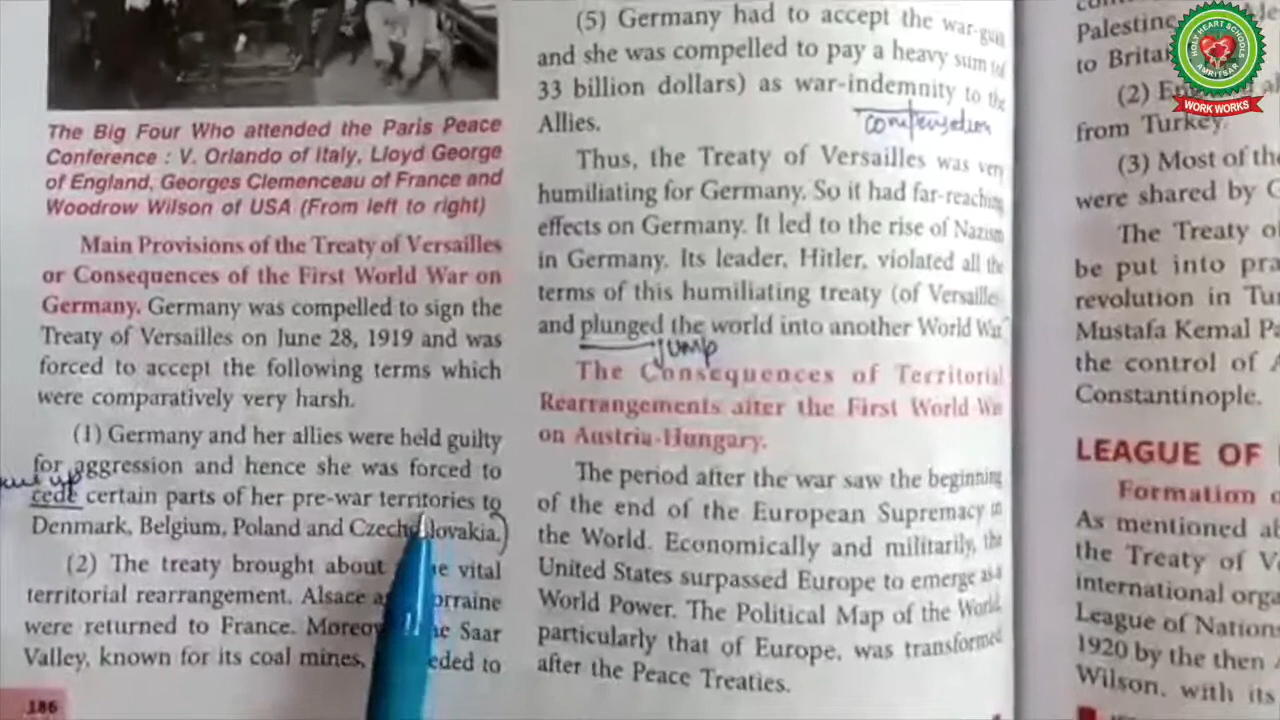 The Big Four Who attended the Paris Peace
Conference : V. Orlando of Italy, Lloyd George
of England, Georges Clemenceau of France and
Woodrow Wilson of USA (From left to right)
Main Provisions of the Treaty of Versailles
or Consequences of the First World War on
Germany. Germany was compelled to sign the
Treaty of Versailles on June 28, 1919 and was
forced to accept the following terms which
were comparatively very harsh.
(1) Germany and her allies were held guilty
for aggression and hence she was forced to
cede certain parts of her pre-war territories to
Denmark, Belgium, Poland and
(2) The treaty brought about vital
territorial rearrangement. Alsace
were returned to France. Saar
Valley, known for its coal mines, to
186
(5) Germany had to accept the
and she was compelled to pay a heavy sum
33 billion dollars) as war-indemnity to the
Allies.
compensation
Thus, the Treaty of Versailles was very
humiliating for Germany. So it had far-reaching
effects on Germany. It led to the rise of Nazism
in Germany. Its leader, Hitler, violated all the
terms of this humiliating treaty (of
and plunged the world into another World War
jump
The Consequences of Territorial
Rearrangements after the First World
on Austria-Hungary.
The period after the war saw the beginning
of the end of the European Supremacy in
the World. Economically and militarily, the
United States surpassed Europe to emerge as a
World Power. The Political Map of the World,
particularly that of Europe, was transformed
after the Peace Treaties.
to
(2)
from Turkey.
(3) Most of the
were shared by
The Treaty
be put into
revolution in
Mustafa Kemal
the control of
Constantinople.
LEAGUE OF
Formation
As mentioned
the Treaty of
international
League of
1920 by the then
Wilson, with its
HOLY HEART SCHOOLS
AMRITSAR
WORK WORKS